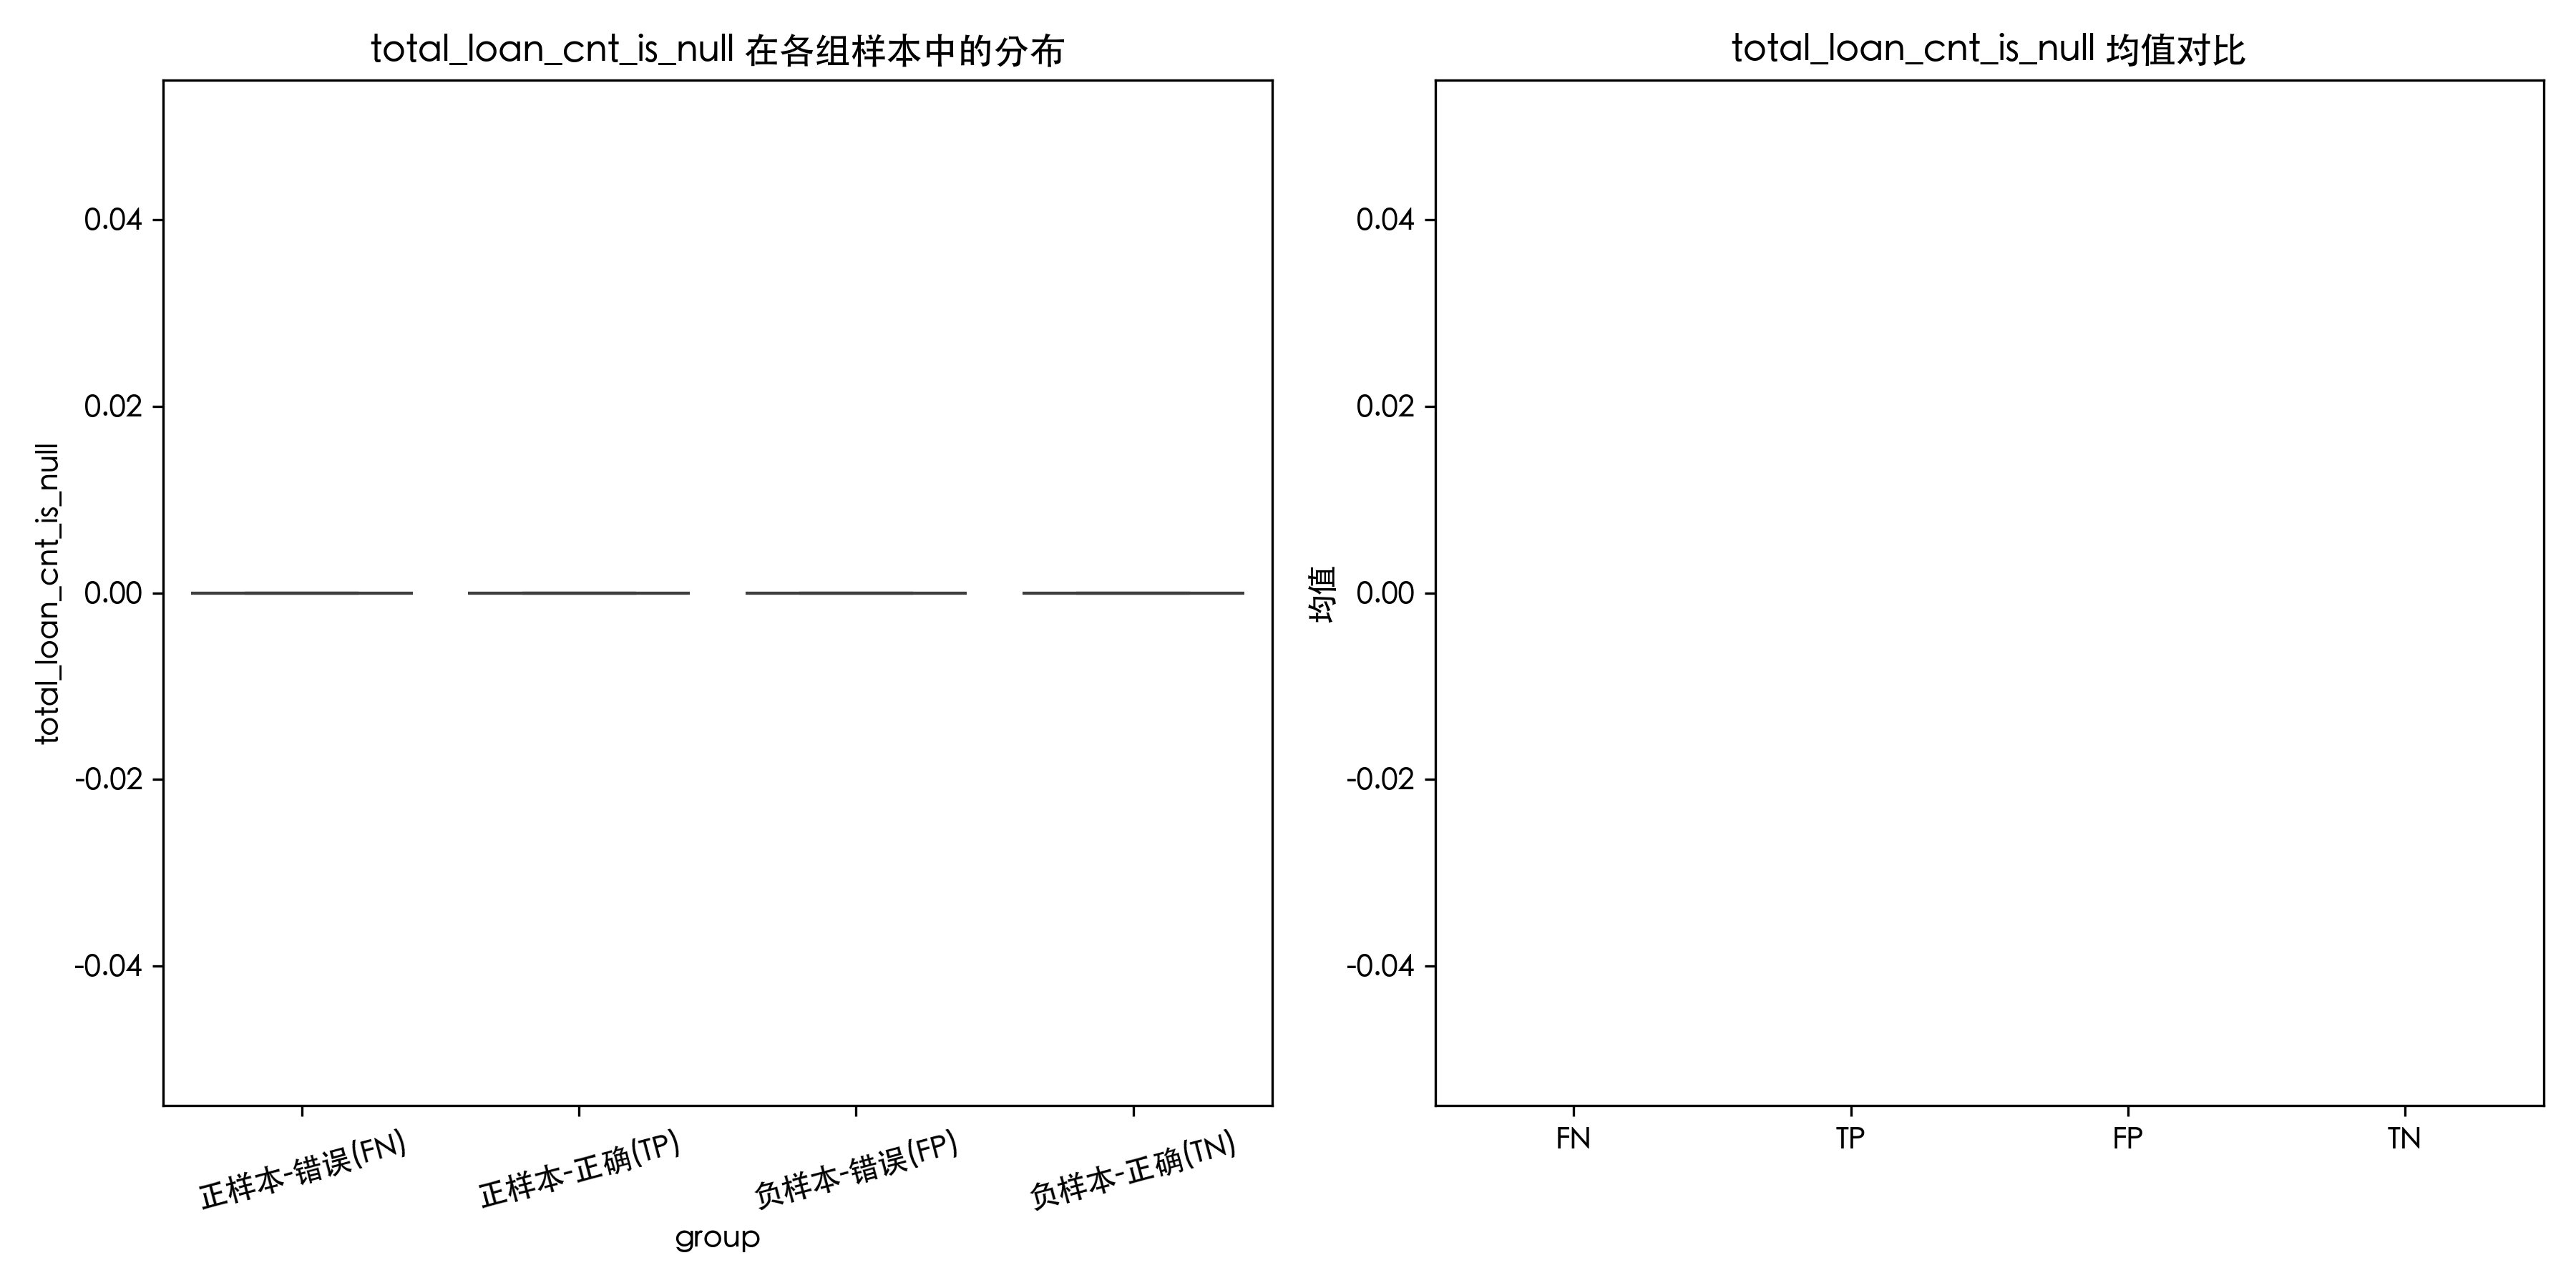 total_loan_cnt_is_null 在各组样本中的分布
total_loan_cnt_is_null
0.04
0.02
0.00
-0.02
-0.04
正样本-错误(FN)
正样本-正确(TP)
负样本-错误(FP)
负样本-正确(TN)
group
total_loan_cnt_is_null 均值对比
均值
0.04
0.02
0.00
-0.02
-0.04
FN
TP
FP
TN